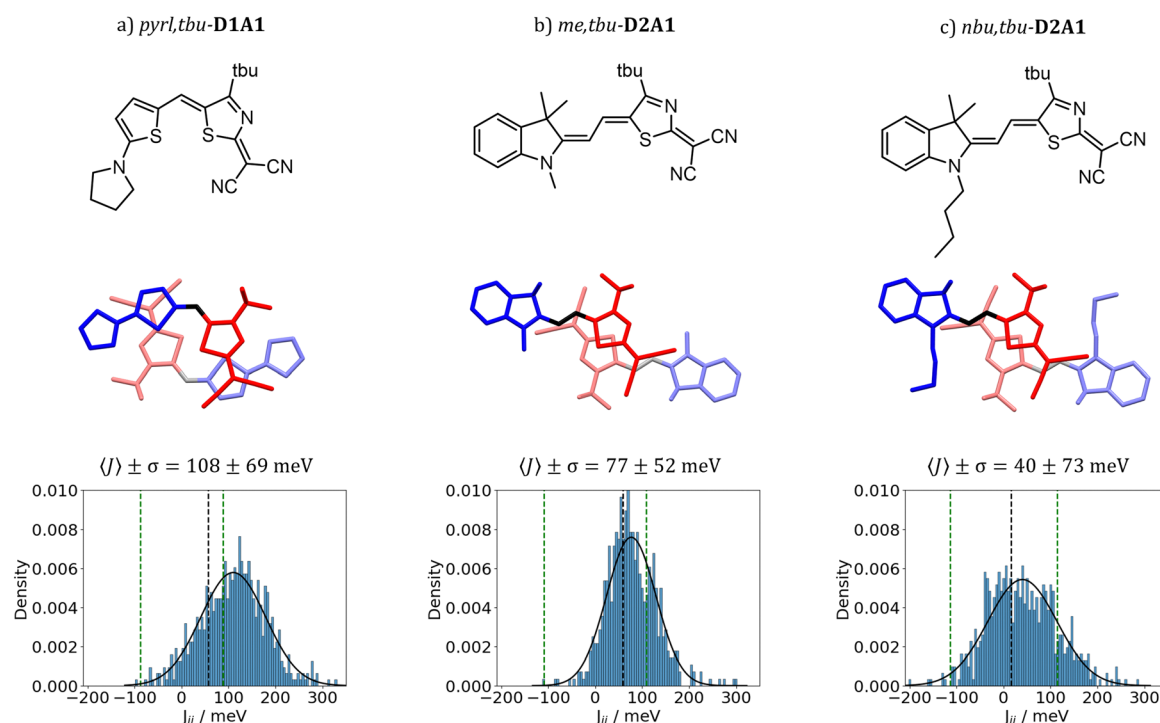 a) pyrl,tbu-D1A1
b) me,tbu-D2A1
c) nbu,tbu-D2A1
tbu
N
S
S
N
CN
NC
tbu
N
S
N
CN
NC
tbu
N
S
N
CN
NC
⟨J⟩ ± σ = 108 ± 69 meV
⟨J⟩ ± σ = 77 ± 52 meV
⟨J⟩ ± σ = 40 ± 73 meV
0.010
0.008
0.006
0.004
0.002
0.000
Density
−200 −100 0 100 200 300
J_ij / meV
0.010
0.008
0.006
0.004
0.002
0.000
Density
−200 −100 0 100 200 300
J_ij / meV
0.010
0.008
0.006
0.004
0.002
0.000
Density
−200 −100 0 100 200 300
J_ij / meV